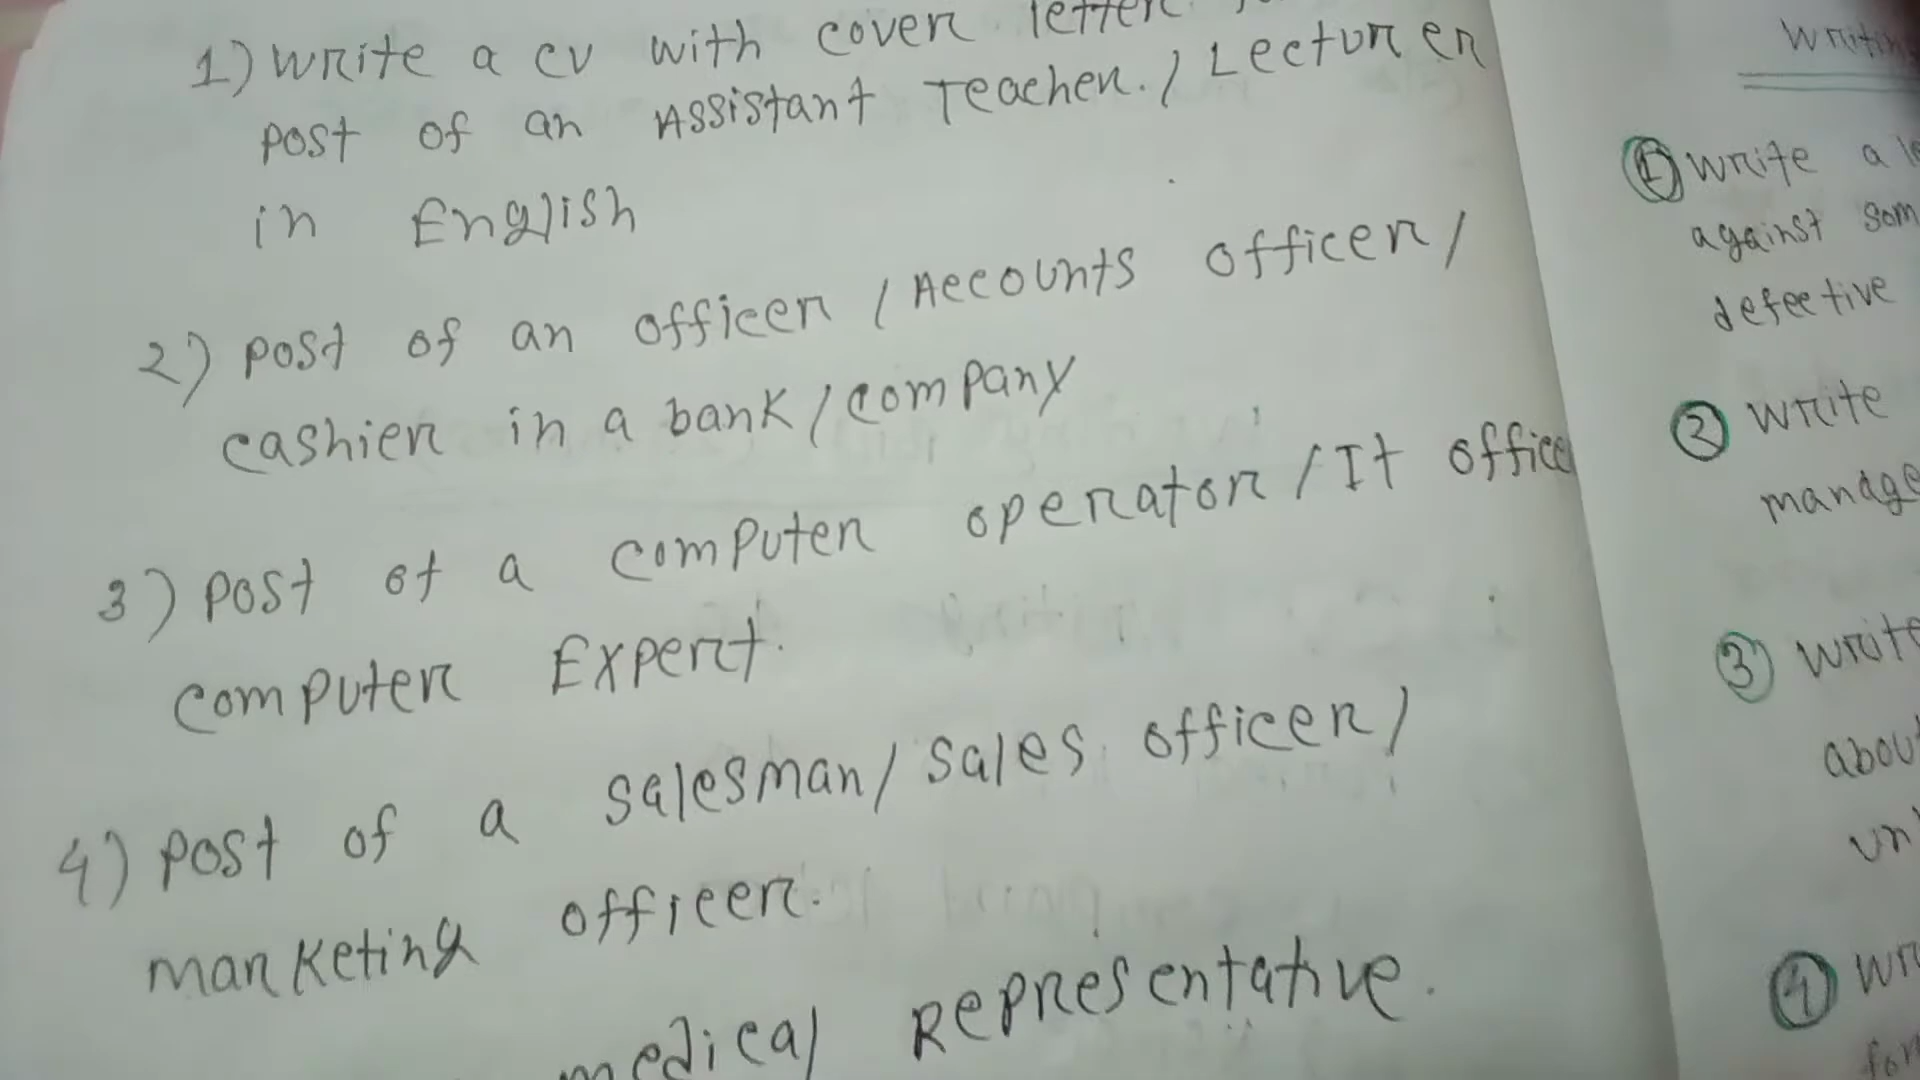 1) Write a cv with cover letter
post of an Assistant Teacher. / Lecturer
in English
2) post of an officer / Accounts officer /
cashier in a bank / company
3) post of a computer operator / It office
computer Expert.
4) post of a salesman / sales officer /
marketing officer.
medical Representative.
① Write a
against
defective
② Write
③ Write
④